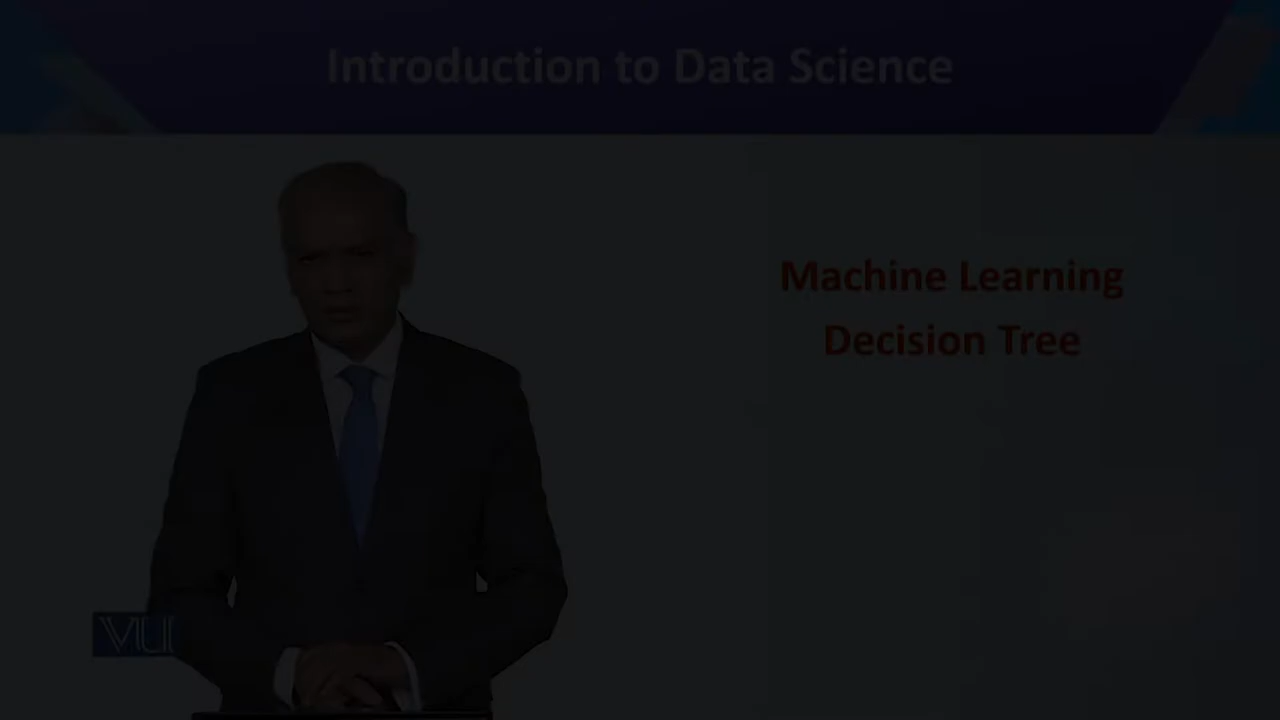 Introduction to Data Science
Machine Learning
Decision Tree
VU